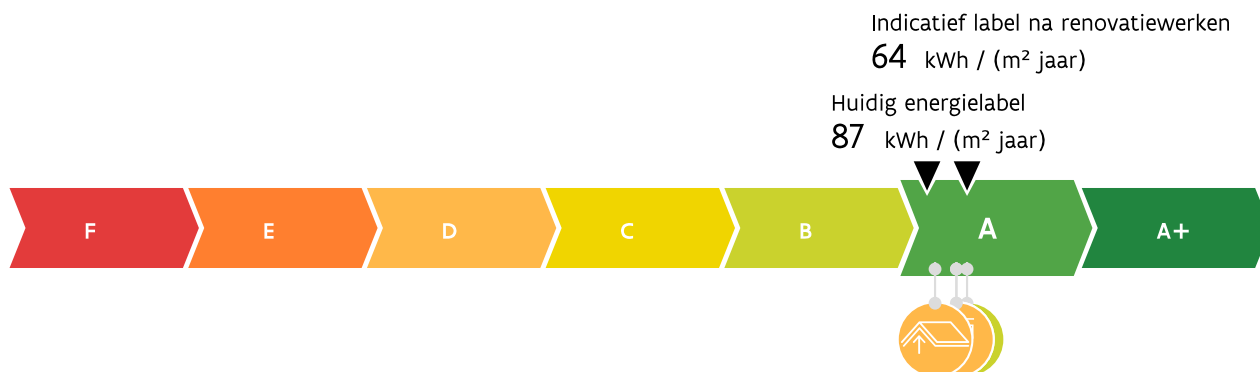 Indicatief label na renovatiewerken
64 kWh / (m² jaar)
Huidig energielabel
87 kWh / (m² jaar)
F E D C B A A+